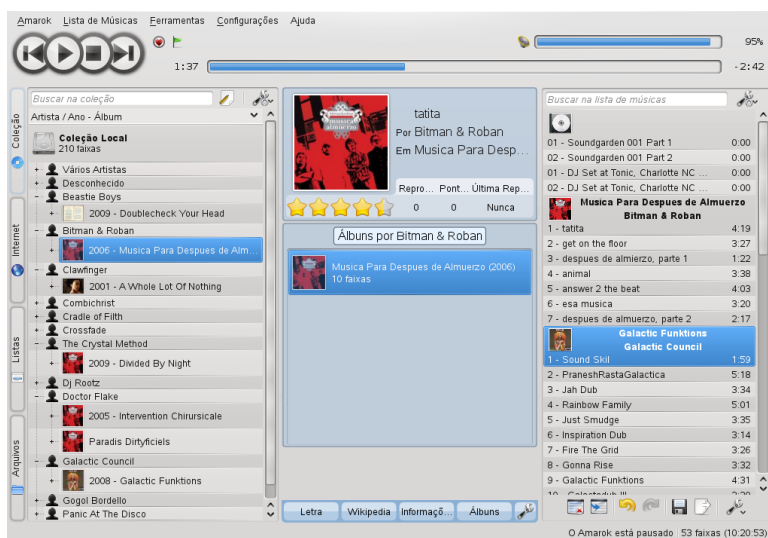 Amarok Lista de Músicas Ferramentas Configurações Ajuda
95%
1:37
-2:42
Coleção
Internet
Listas
Arquivos
Buscar na coleção
Artista / Ano - Álbum
Coleção Local
210 faixas
Vários Artistas
Desconhecido
Beastie Boys
2009 - Doublecheck Your Head
Bitman & Roban
2006 - Musica Para Despues de Alm...
Clawfinger
2001 - A Whole Lot Of Nothing
Combichrist
Cradle of Filth
Crossfade
The Crystal Method
2009 - Divided By Night
Dj Rootz
Doctor Flake
2005 - Intervention Chirursicale
Paradis Dirtyficiels
Galactic Council
2008 - Galactic Funktions
Gogol Bordello
Panic At The Disco
musica
almuerzo
tatita
Por Bitman & Roban
Em Musica Para Desp...
Repro... Pont... Última Rep...
0 0 Nunca
Álbuns por Bitman & Roban
Musica Para Despues de Almuerzo (2006)
10 faixas
Letra Wikipedia Informaçõ... Álbuns
Buscar na lista de músicas
01 - Soundgarden 001 Part 1 0:00
02 - Soundgarden 001 Part 2 0:00
01 - DJ Set at Tonic, Charlotte NC ... 0:00
02 - DJ Set at Tonic, Charlotte NC ... 0:00
Musica Para Despues de Almuerzo
Bitman & Roban
1 - tatita 4:19
2 - get on the floor 3:27
3 - despues de almierzo, parte 1 1:22
4 - animal 3:38
5 - answer 2 the beat 4:03
6 - esa musica 3:20
7 - despues de almuerzo, parte 2 2:17
Galactic Funktions
Galactic Council
1 - Sound Skil 1:59
2 - PraneshRastaGalactica 5:18
3 - Jah Dub 3:34
4 - Rainbow Family 5:01
5 - Just Smudge 3:35
6 - Inspiration Dub 3:14
7 - Fire The Grid 3:26
8 - Gonna Rise 3:32
9 - Galactic Funktions 4:31
O Amarok está pausado 53 faixas (10:20:53)